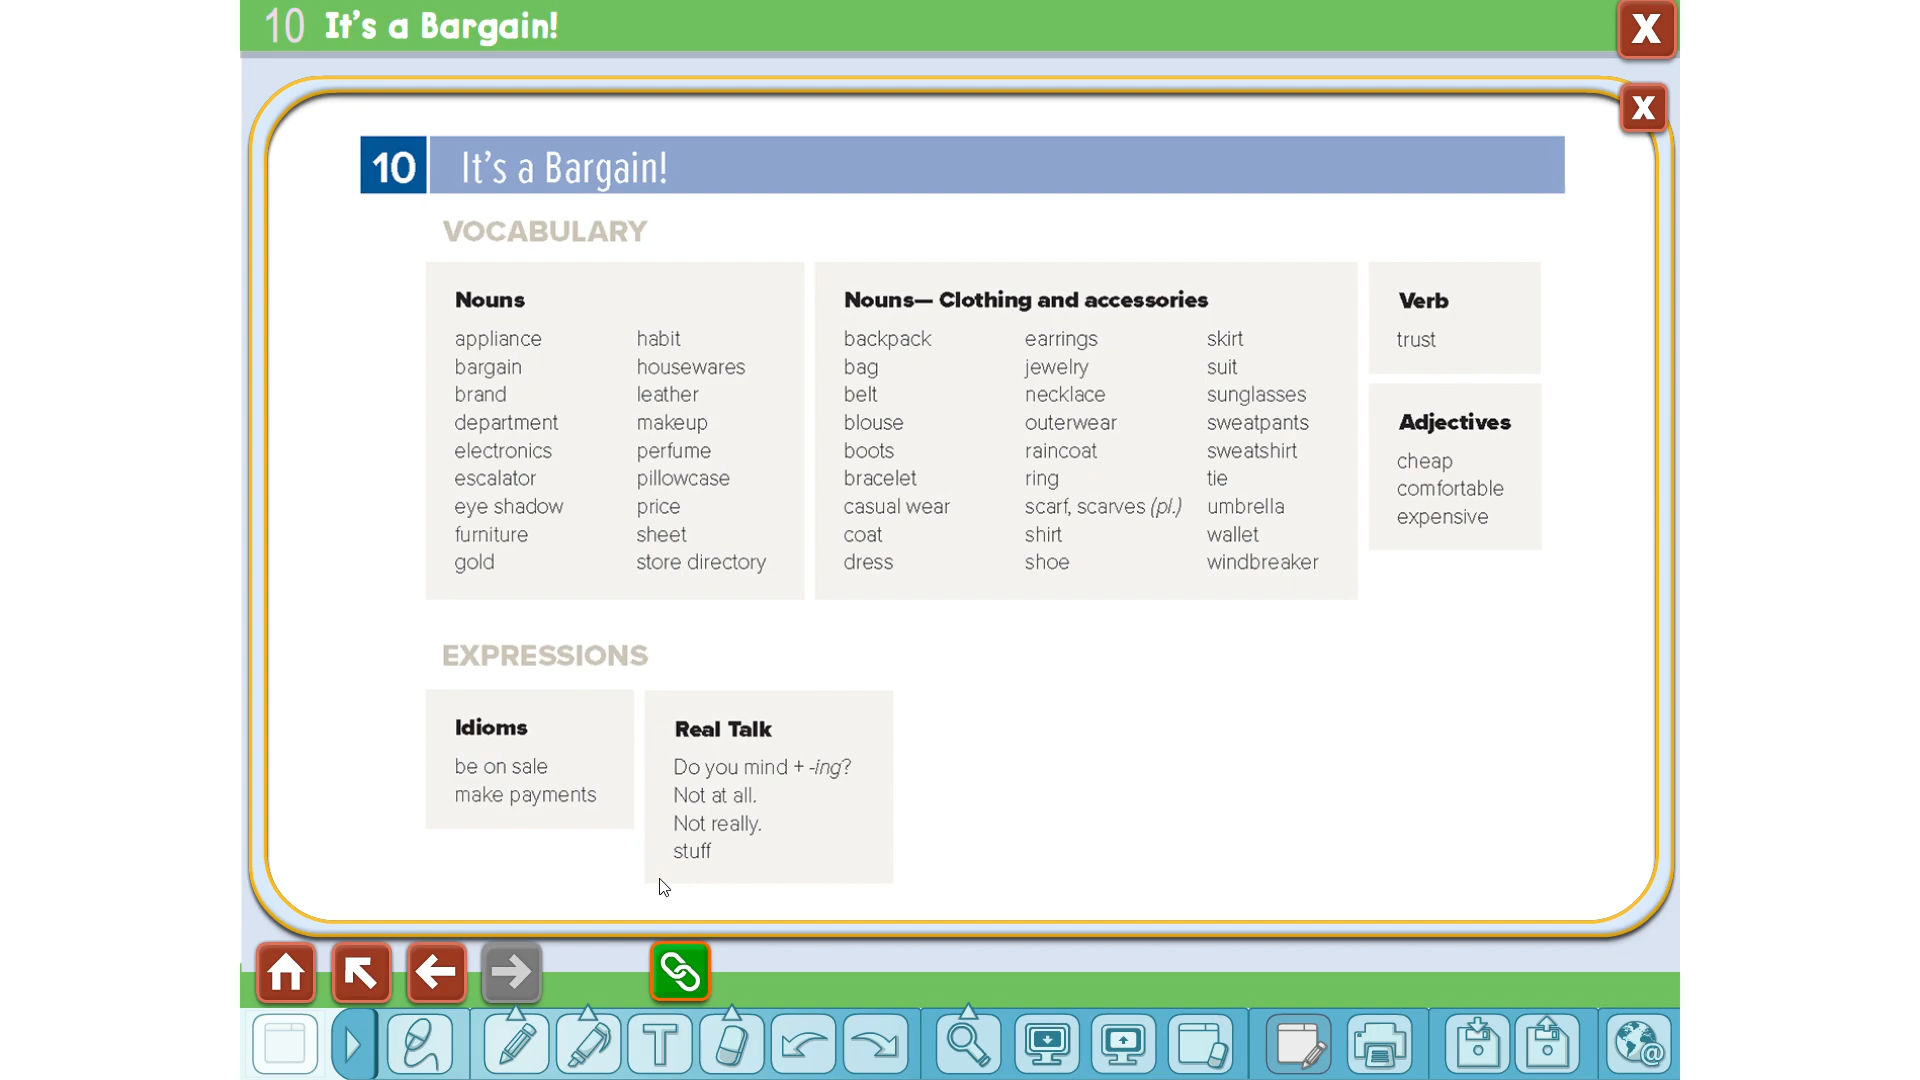 10 It's a Bargain!
X
X
10 It's a Bargain!
VOCABULARY
Nouns
appliance
bargain
brand
department
electronics
escalator
eye shadow
furniture
gold
habit
housewares
leather
makeup
perfume
pillowcase
price
sheet
store directory
Nouns— Clothing and accessories
backpack
bag
belt
blouse
boots
bracelet
casual wear
coat
dress
earrings
jewelry
necklace
outerwear
raincoat
ring
scarf, scarves (pl.)
shirt
shoe
skirt
suit
sunglasses
sweatpants
sweatshirt
tie
umbrella
wallet
windbreaker
Verb
trust
Adjectives
cheap
comfortable
expensive
EXPRESSIONS
Idioms
be on sale
make payments
Real Talk
Do you mind + -ing?
Not at all.
Not really.
stuff
T
@